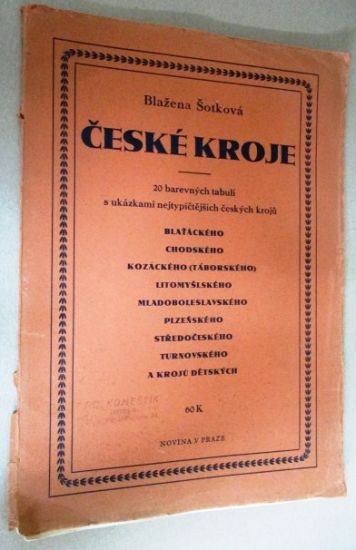 Blažena Šotková
ČESKÉ KROJE
20 barevných tabulí
s ukázkami nejtypičtějších českých krojů
BLAŤÁCKÉHO
CHODSKÉHO
KOZÁCKÉHO (TÁBORSKÉHO)
LITOMYŠLSKÉHO
MLADOBOLESLAVSKÉHO
PLZEŇSKÉHO
STŘEDOČESKÉHO
TURNOVSKÉHO
A KROJŮ DĚTSKÝCH
60 K
NOVINA V PRAZE